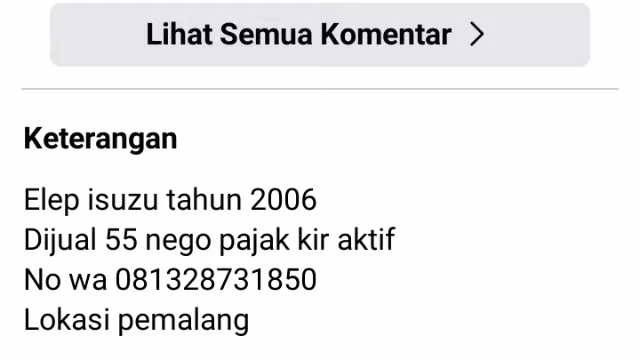 Lihat Semua Komentar >
Keterangan
Elep isuzu tahun 2006
Dijual 55 nego pajak kir aktif
No wa 081328731850
Lokasi pemalang